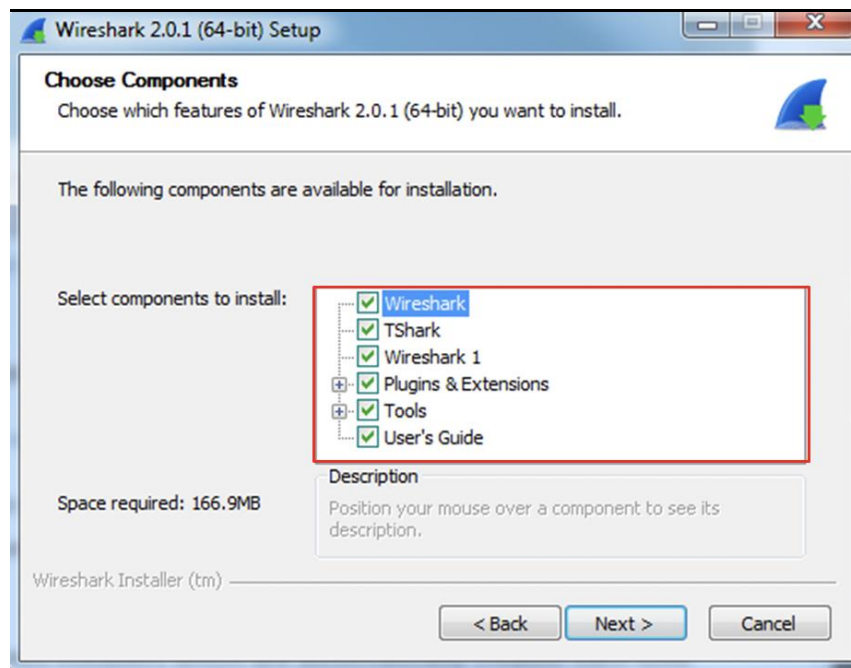 Wireshark 2.0.1 (64-bit) Setup
Choose Components
Choose which features of Wireshark 2.0.1 (64-bit) you want to install.
The following components are available for installation.
Select components to install:
Wireshark
TShark
Wireshark 1
Plugins & Extensions
Tools
User's Guide
Space required: 166.9MB
Description
Position your mouse over a component to see its
description.
Wireshark Installer (tm)
< Back
Next >
Cancel